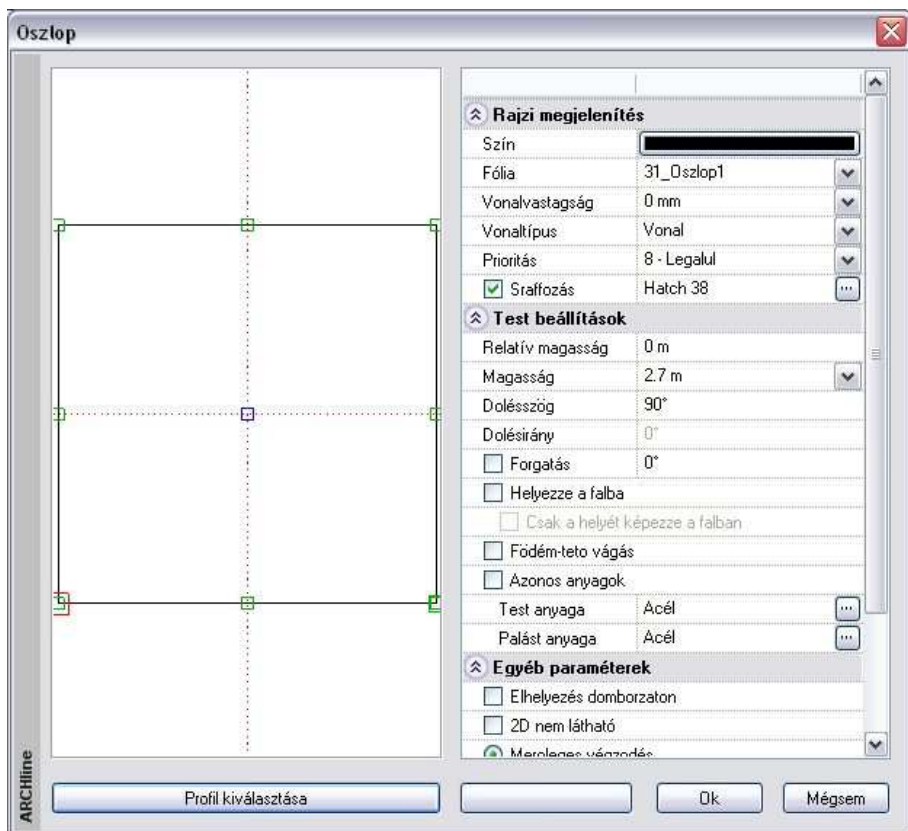 Oszlop
Rajzi megjelenítés
Szín
Fólia 31_Oszlop1
Vonalvastagság 0 mm
Vonaltípus Vonal
Prioritás 8 - Legalul
Sraffozás Hatch 38
Test beállítások
Relatív magasság 0 m
Magasság 2.7 m
Dolésszög 90°
Dolésirány 0°
Forgatás 0°
Helyezze a falba
Csak a helyét képezze a falban
Födém-teto vágás
Azonos anyagok
Test anyaga Acél
Palást anyaga Acél
Egyéb paraméterek
Elhelyezés domborzaton
2D nem látható
Meroleges végzodés
ARCHline
Profil kiválasztása
Ok
Mégsem